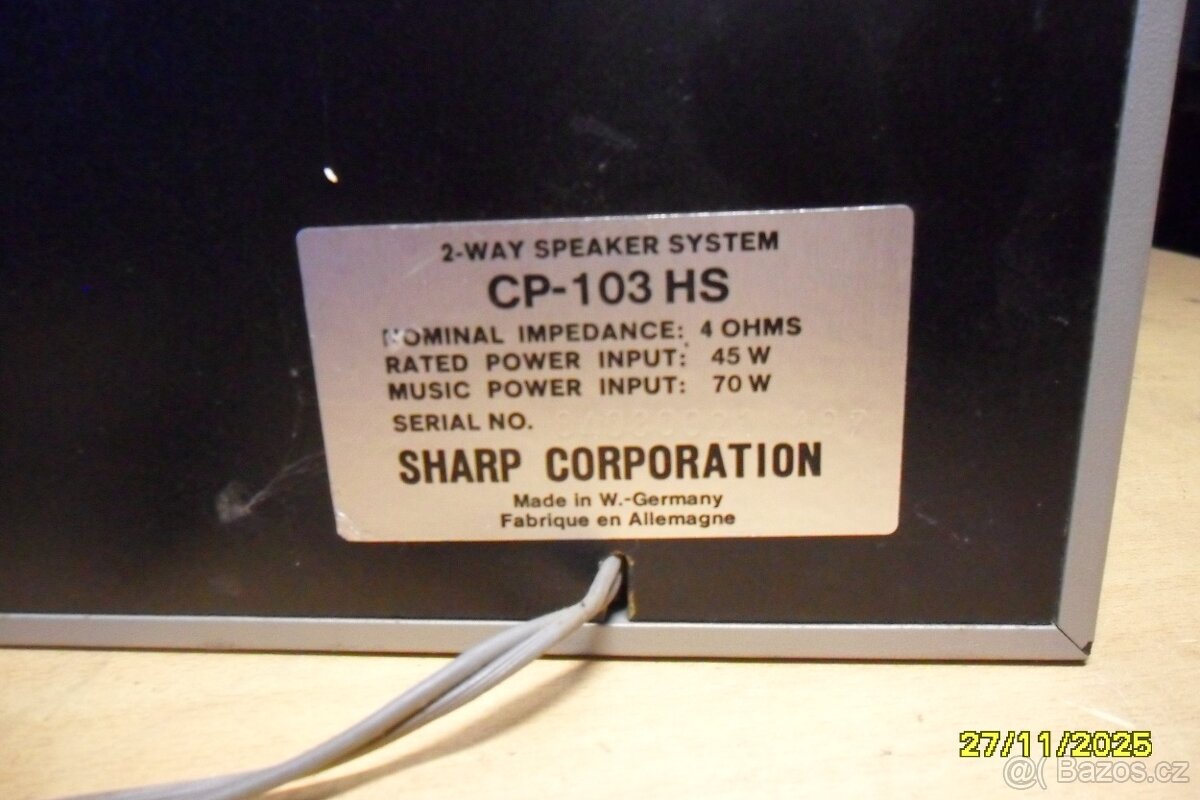 2-WAY SPEAKER SYSTEM
CP-103 HS
NOMINAL IMPEDANCE: 4 OHMS
RATED POWER INPUT: 45 W
MUSIC POWER INPUT: 70 W
SERIAL NO.
SHARP CORPORATION
Made in W.-Germany
Fabrique en Allemagne
27/11/2025
@( Bazos.cz